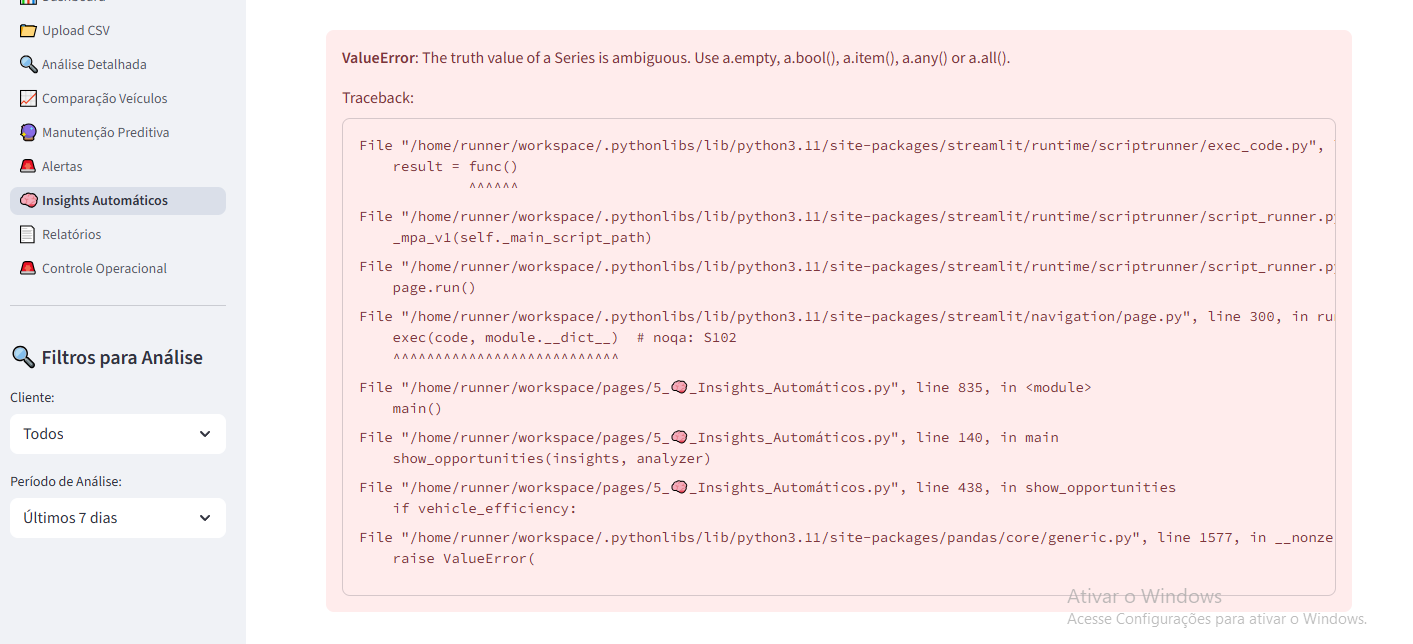 Upload CSV
Análise Detalhada
Comparação Veículos
Manutenção Preditiva
Alertas
Insights Automáticos
Relatórios
Controle Operacional
Filtros para Análise
Cliente:
Todos
Período de Análise:
Últimos 7 dias
ValueError: The truth value of a Series is ambiguous. Use a.empty, a.bool(), a.item(), a.any() or a.all().
Traceback:
File "/home/runner/workspace/.pythonlibs/lib/python3.11/site-packages/streamlit/runtime/scriptrunner/exec_code.py",
result = func()
^^^^^^
File "/home/runner/workspace/.pythonlibs/lib/python3.11/site-packages/streamlit/runtime/scriptrunner/script_runner.py
_mpa_v1(self._main_script_path)
File "/home/runner/workspace/.pythonlibs/lib/python3.11/site-packages/streamlit/runtime/scriptrunner/script_runner.py
page.run()
File "/home/runner/workspace/.pythonlibs/lib/python3.11/site-packages/streamlit/navigation/page.py", line 300, in ru
exec(code, module.__dict__)  # noqa: S102
^^^^^^^^^^^^^^^^^^^^^^^^^^^
File "/home/runner/workspace/pages/5_🧠_Insights_Automáticos.py", line 835, in <module>
main()
File "/home/runner/workspace/pages/5_🧠_Insights_Automáticos.py", line 140, in main
show_opportunities(insights, analyzer)
File "/home/runner/workspace/pages/5_🧠_Insights_Automáticos.py", line 438, in show_opportunities
if vehicle_efficiency:
File "/home/runner/workspace/.pythonlibs/lib/python3.11/site-packages/pandas/core/generic.py", line 1577, in __nonze
raise ValueError(
Ativar o Windows
Acesse Configurações para ativar o Windows.